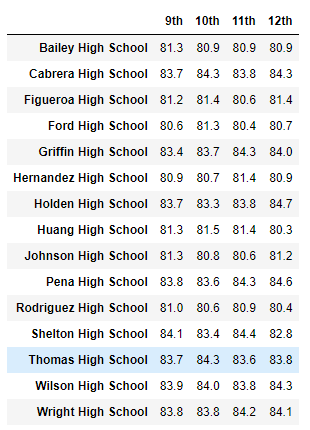 9th 10th 11th 12th
Bailey High School 81.3 80.9 80.9 80.9
Cabrera High School 83.7 84.3 83.8 84.3
Figueroa High School 81.2 81.4 80.6 81.4
Ford High School 80.6 81.3 80.4 80.7
Griffin High School 83.4 83.7 84.3 84.0
Hernandez High School 80.9 80.7 81.4 80.9
Holden High School 83.7 83.3 83.8 84.7
Huang High School 81.3 81.5 81.4 80.3
Johnson High School 81.3 80.8 80.6 81.2
Pena High School 83.8 83.6 84.3 84.6
Rodriguez High School 81.0 80.6 80.9 80.4
Shelton High School 84.1 83.4 84.4 82.8
Thomas High School 83.7 84.3 83.6 83.8
Wilson High School 83.9 84.0 83.8 84.3
Wright High School 83.8 83.8 84.2 84.1